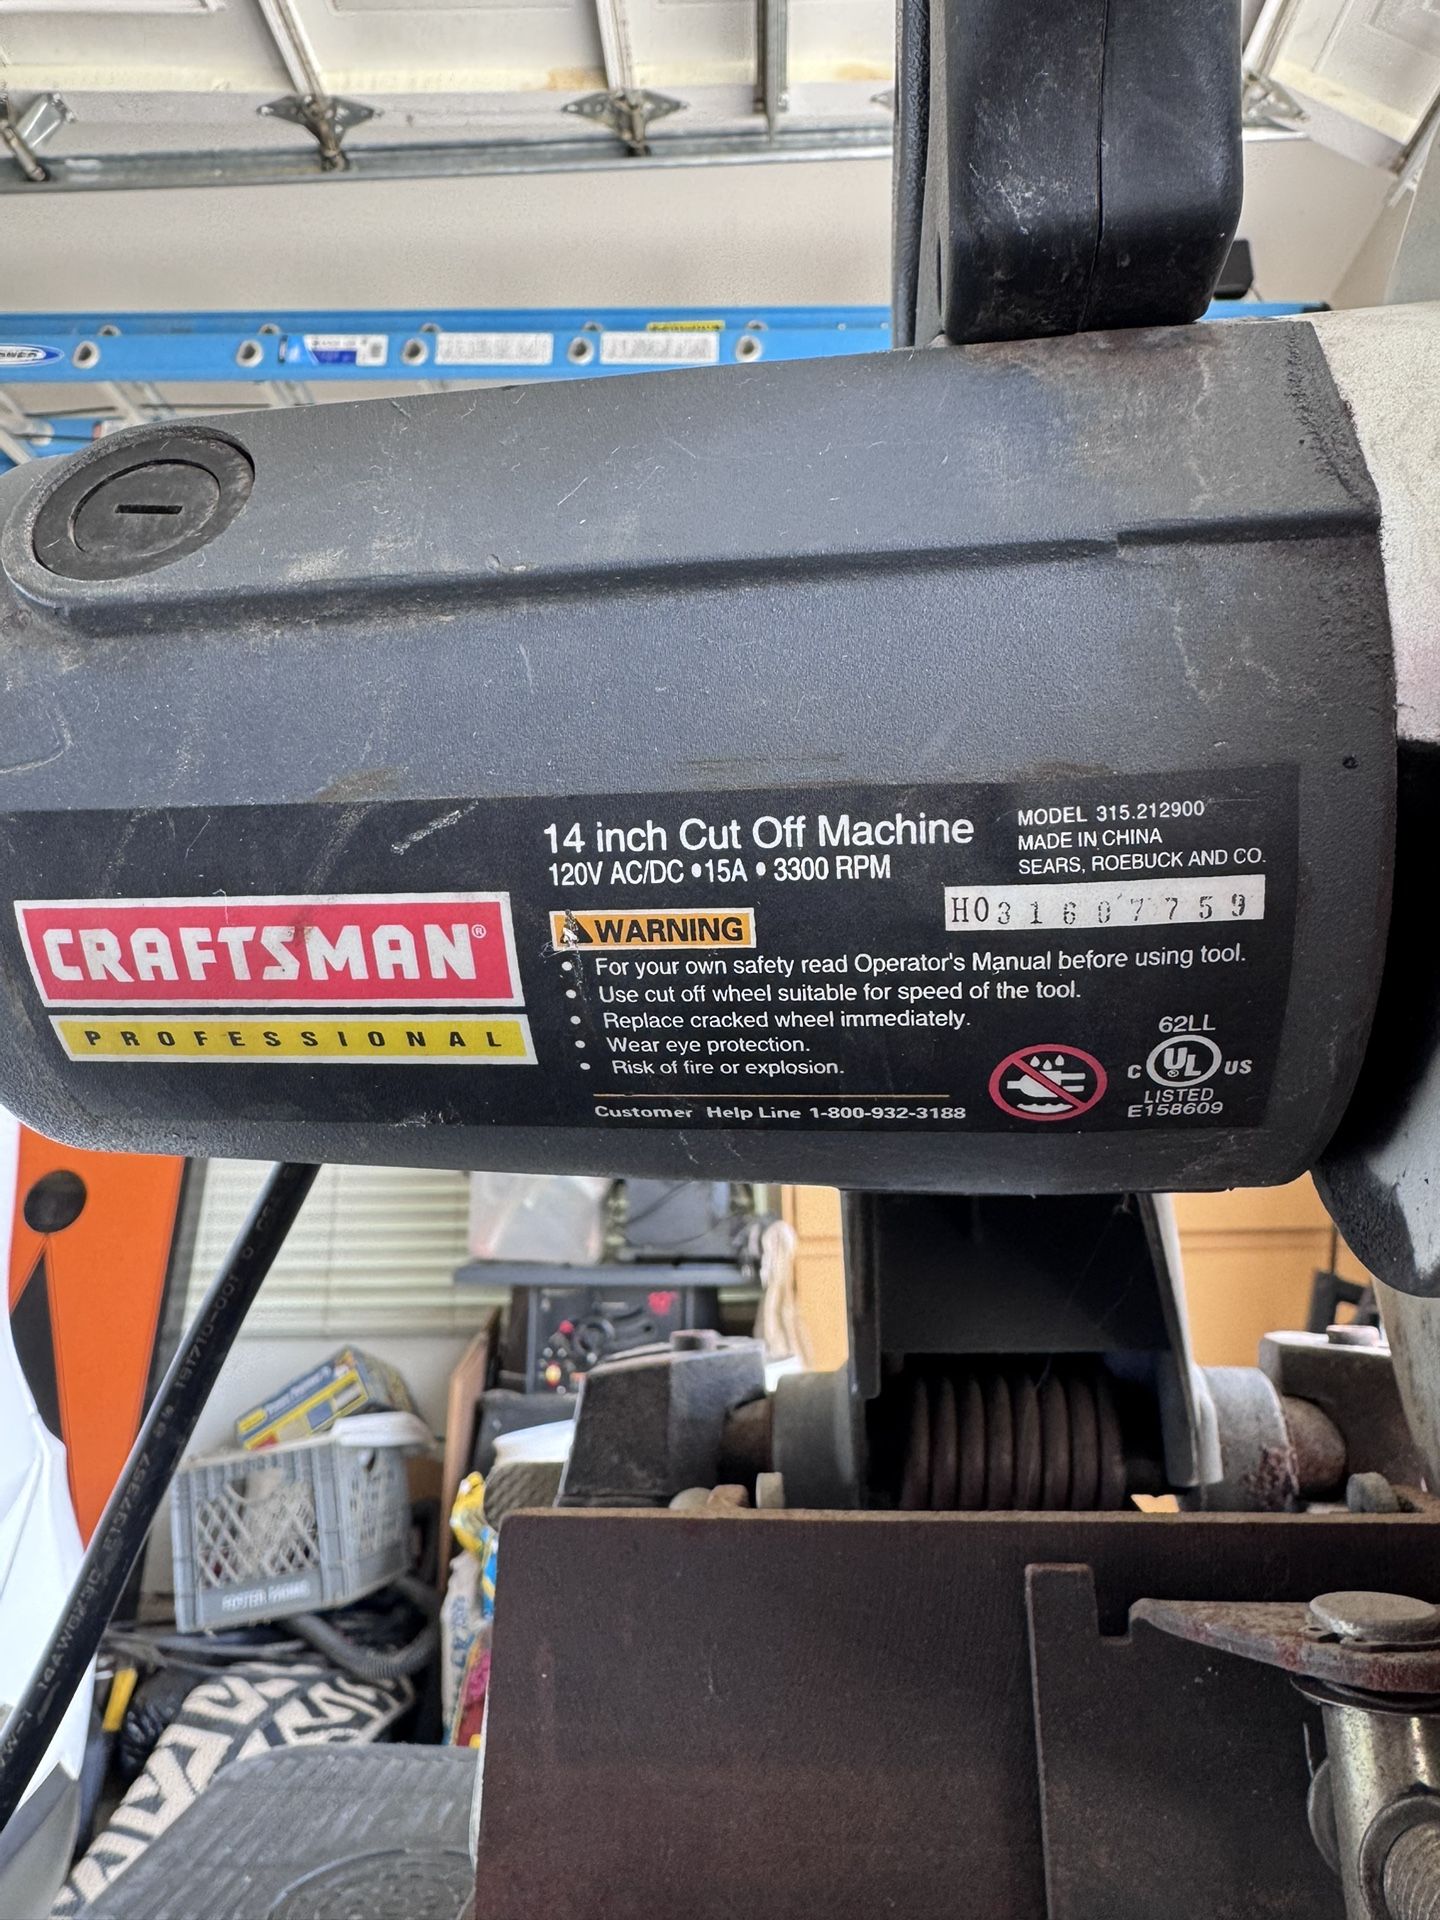 14 inch Cut Off Machine
120V AC/DC • 15A • 3300 RPM
MODEL 315.212900
MADE IN CHINA
SEARS, ROEBUCK AND CO.
H031607759
CRAFTSMAN®
PROFESSIONAL
WARNING
• For your own safety read Operator's Manual before using tool.
• Use cut off wheel suitable for speed of the tool.
• Replace cracked wheel immediately.
• Wear eye protection.
• Risk of fire or explosion.
Customer Help Line 1-800-932-3188
62LL
C UL® US
LISTED
E158609